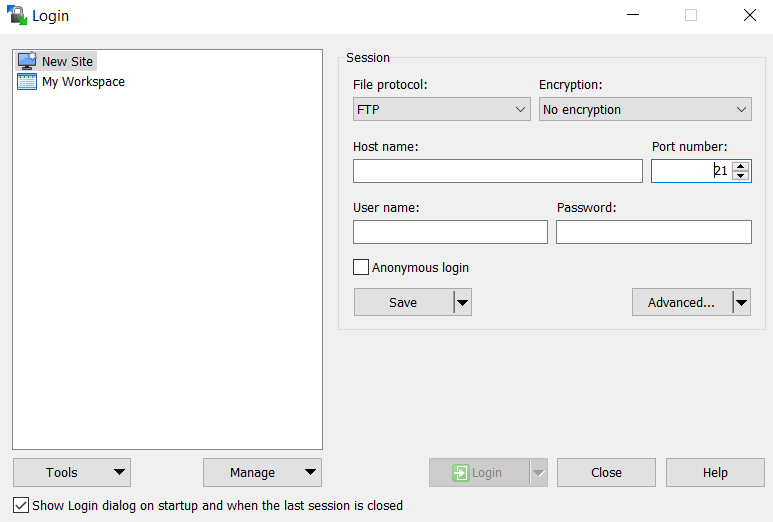 Login
New Site
My Workspace
Session
File protocol:
Encryption:
FTP
No encryption
Host name:
Port number:
21
User name:
Password:
Anonymous login
Save
Advanced...
Tools
Manage
Login
Close
Help
Show Login dialog on startup and when the last session is closed